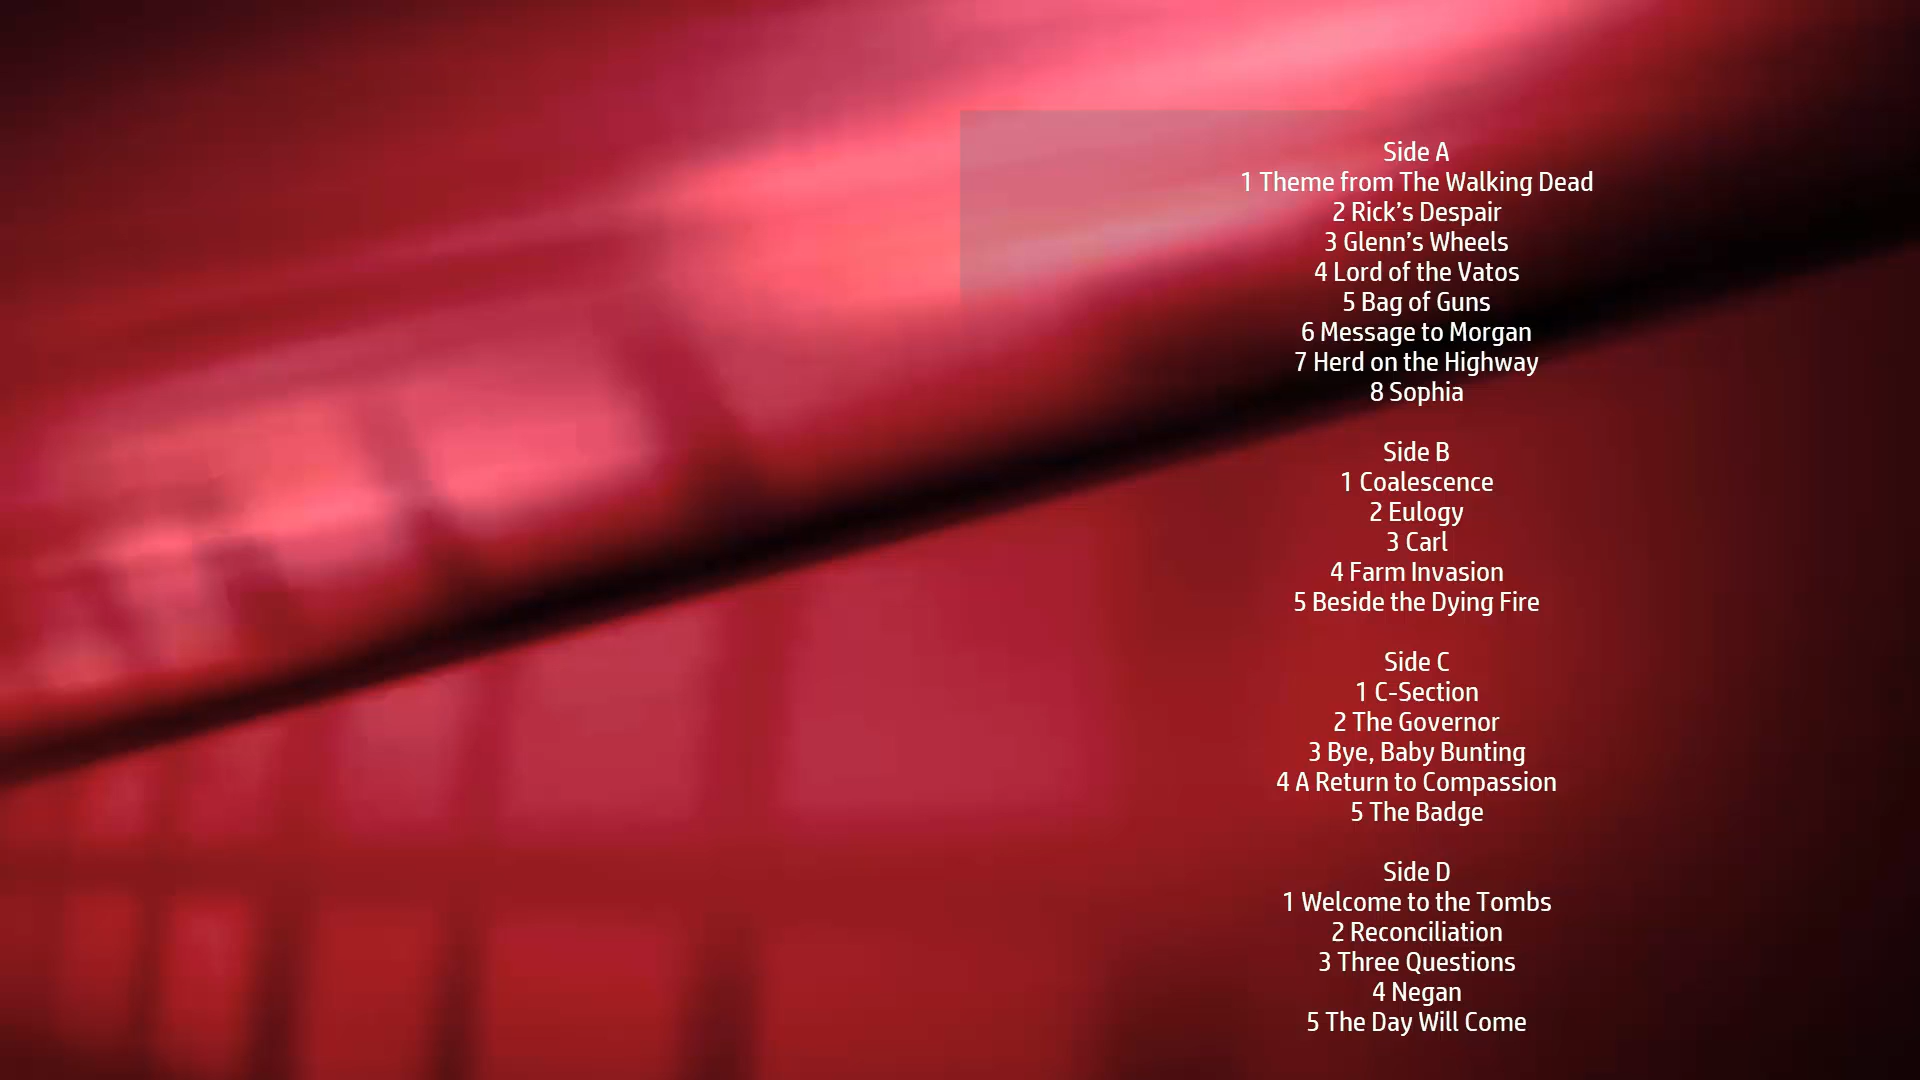 Side A
1 Theme from The Walking Dead
2 Rick’s Despair
3 Glenn’s Wheels
4 Lord of the Vatos
5 Bag of Guns
6 Message to Morgan
7 Herd on the Highway
8 Sophia
Side B
1 Coalescence
2 Eulogy
3 Carl
4 Farm Invasion
5 Beside the Dying Fire
Side C
1 C-Section
2 The Governor
3 Bye, Baby Bunting
4 A Return to Compassion
5 The Badge
Side D
1 Welcome to the Tombs
2 Reconciliation
3 Three Questions
4 Negan
5 The Day Will Come